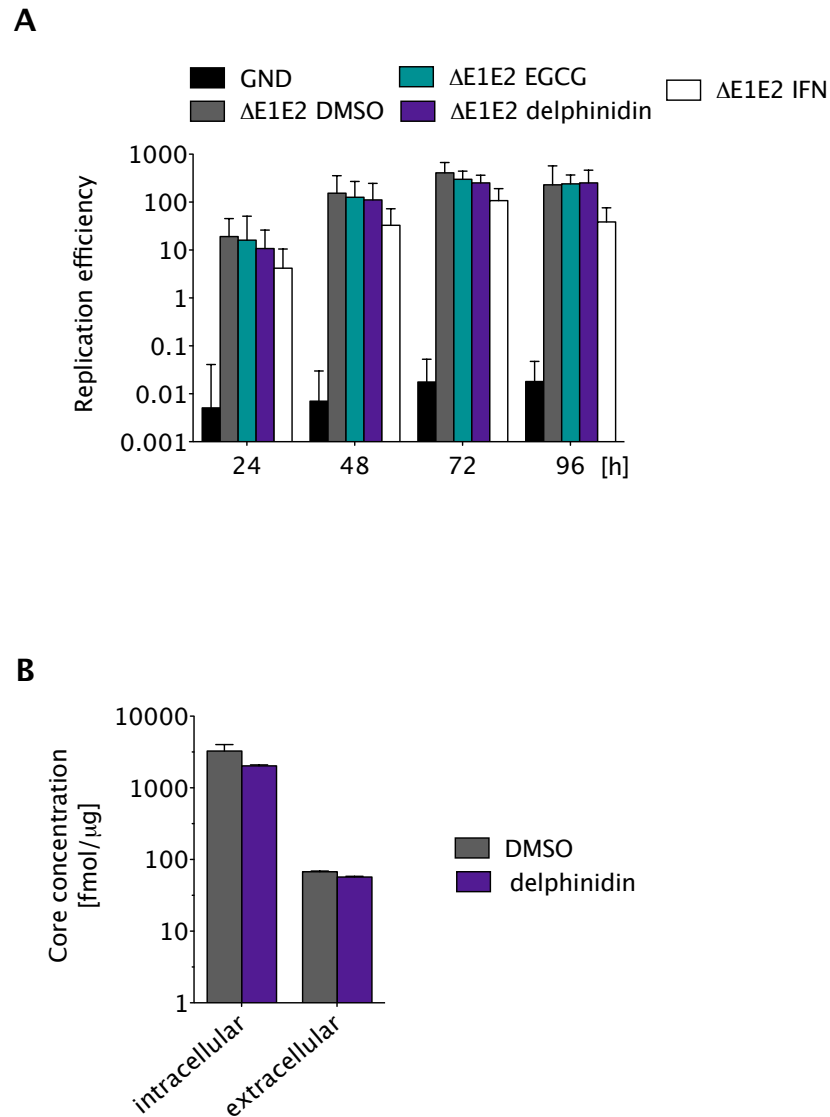 A
GND
ΔE1E2 EGCG
ΔE1E2 IFN
ΔE1E2 DMSO
ΔE1E2 delphinidin
Replication efficiency
1000
100
10
1
0.1
0.01
0.001
24 48 72 96 [h]
B
Core concentration
[fmol/μg]
10000
1000
100
10
1
intracellular
extracellular
DMSO
delphinidin